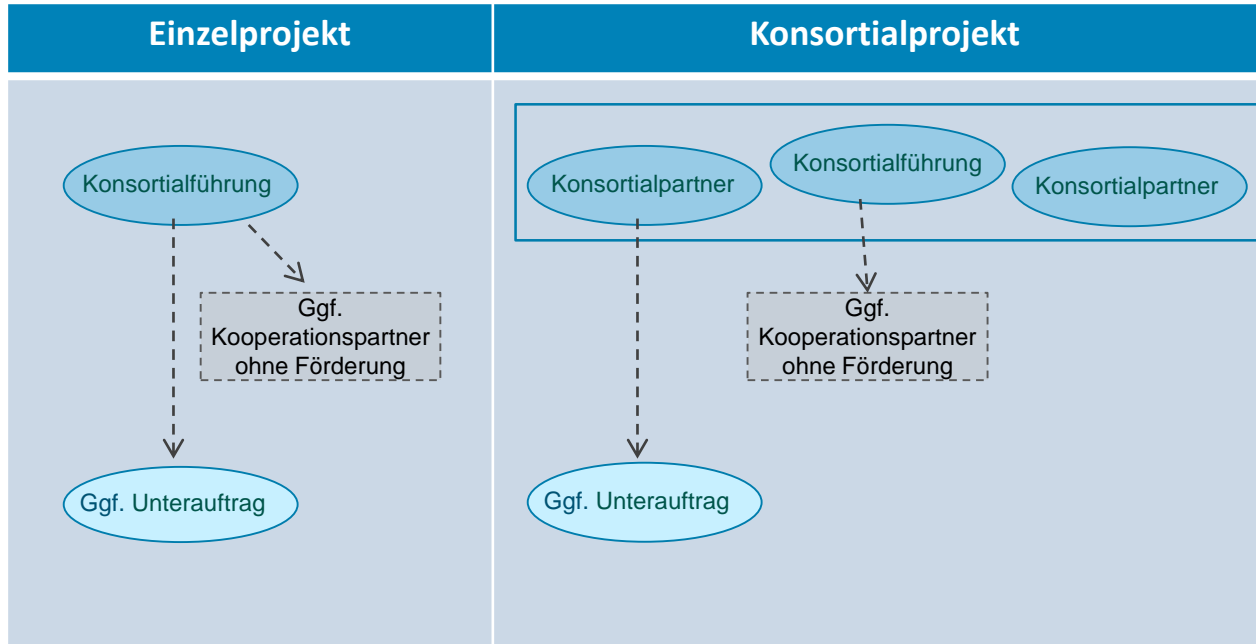 Einzelprojekt
Konsortialprojekt
Konsortialführung
Ggf.
Kooperationspartner
ohne Förderung
Ggf. Unterauftrag
Konsortialpartner
Konsortialführung
Konsortialpartner
Ggf.
Kooperationspartner
ohne Förderung
Ggf. Unterauftrag